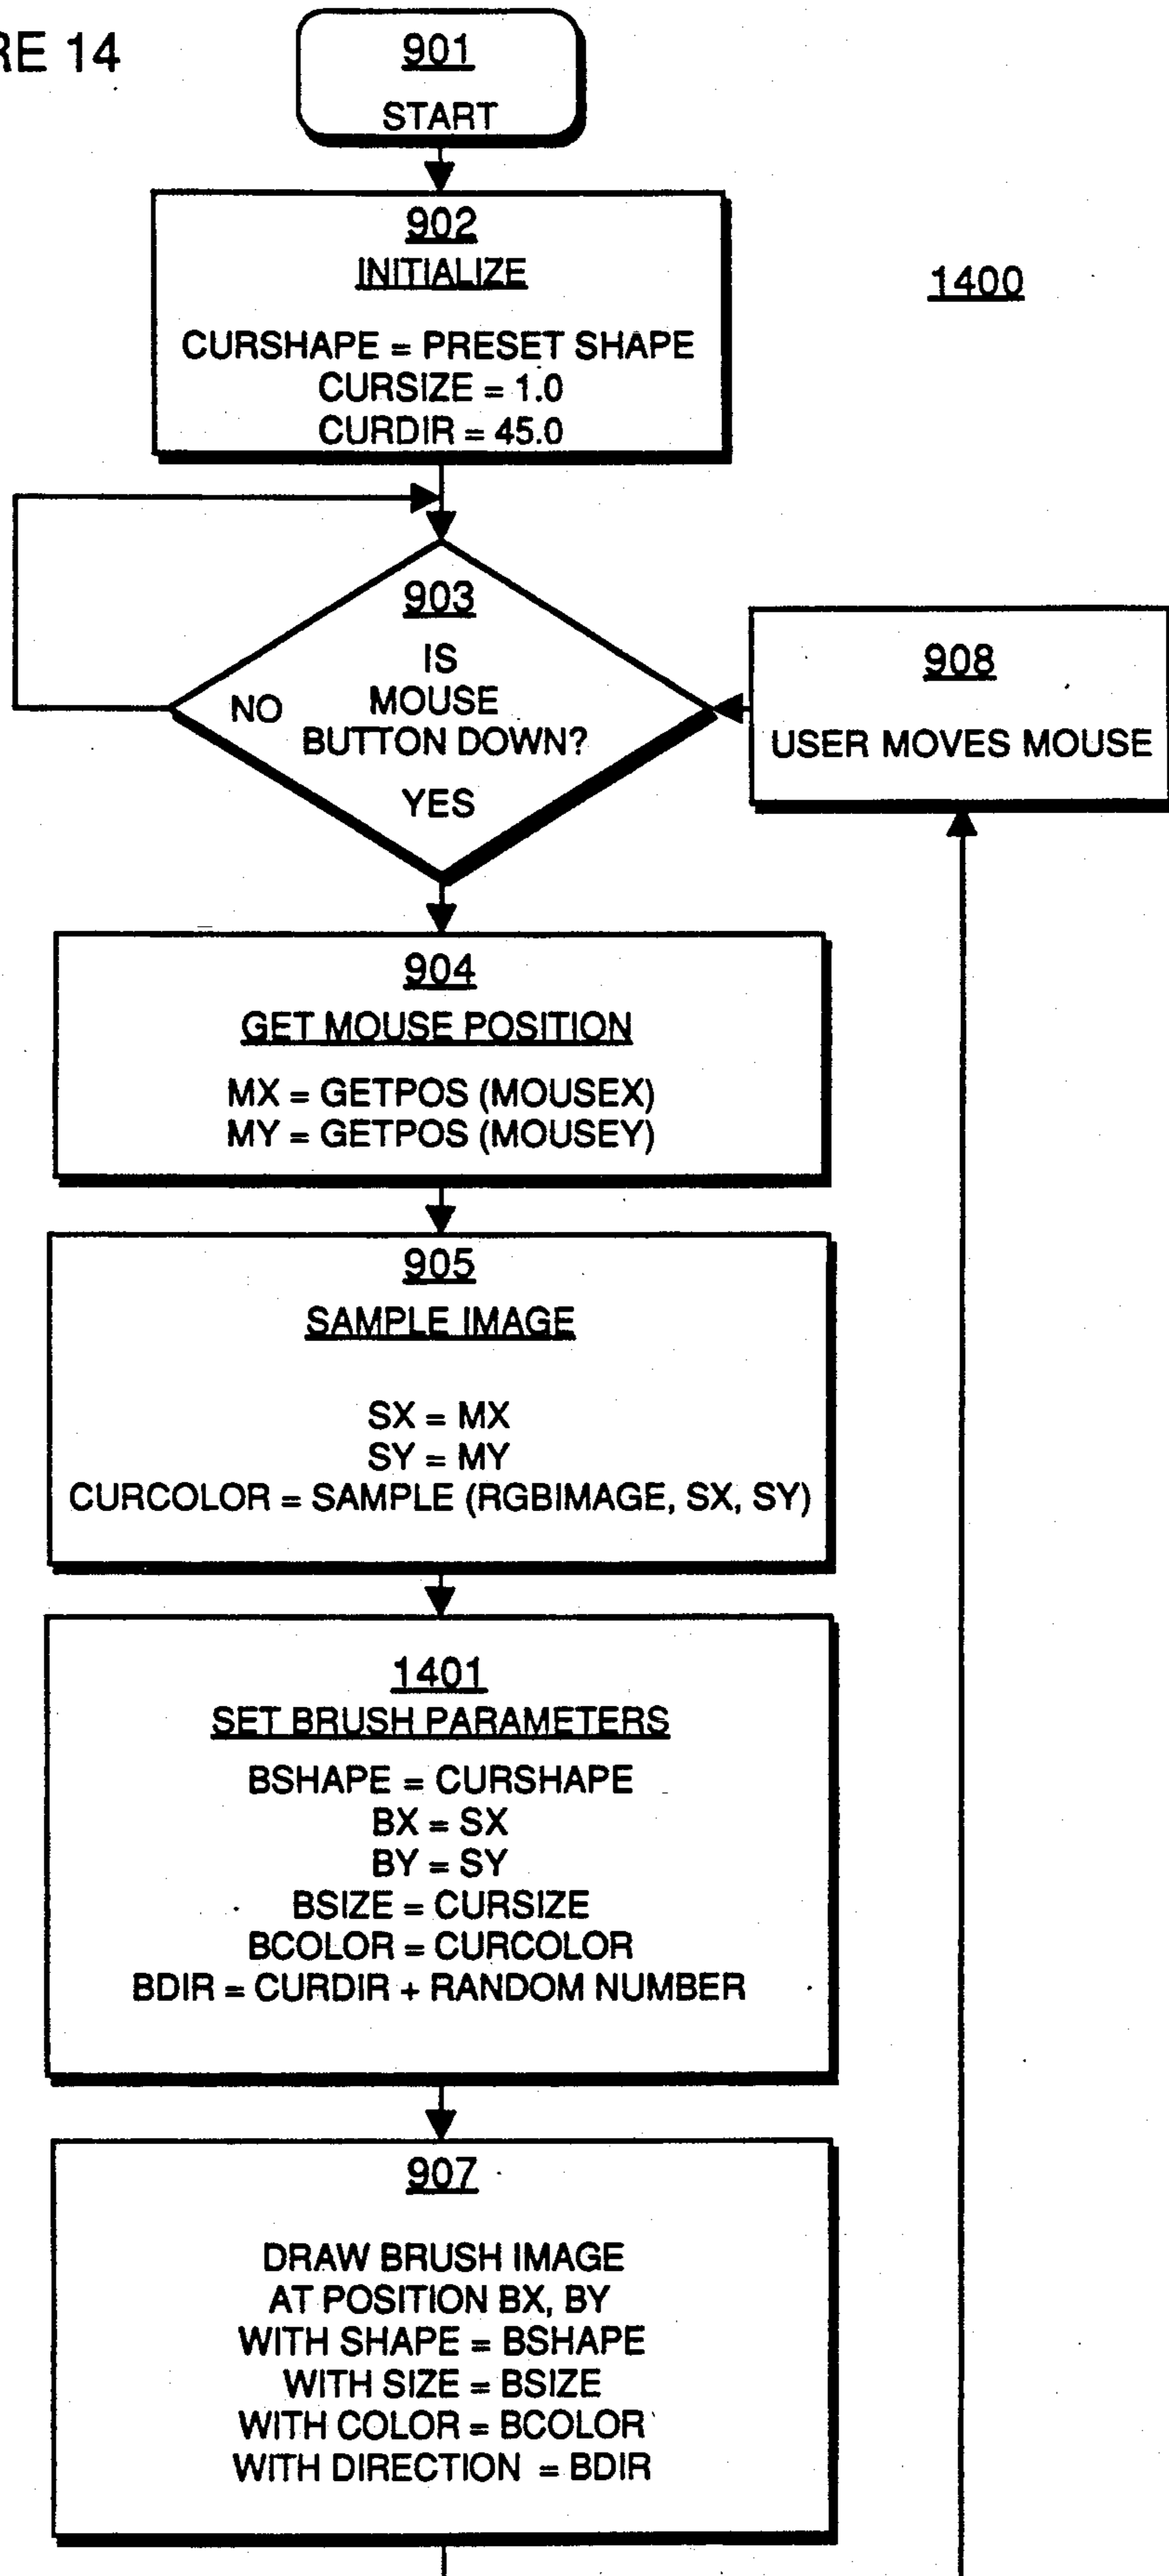 RE 14
901
START
902
INITIALIZE
CURSHAPE = PRESET SHAPE
CURSIZE = 1.0
CURDIR = 45.0
1400
903
IS
MOUSE
BUTTON DOWN?
NO
YES
908
USER MOVES MOUSE
904
GET MOUSE POSITION
MX = GETPOS (MOUSEX)
MY = GETPOS (MOUSEY)
905
SAMPLE IMAGE
SX = MX
SY = MY
CURCOLOR = SAMPLE (RGBIMAGE, SX, SY)
1401
SET BRUSH PARAMETERS
BSHAPE = CURSHAPE
BX = SX
BY = SY
BSIZE = CURSIZE
BCOLOR = CURCOLOR
BDIR = CURDIR + RANDOM NUMBER
907
DRAW BRUSH IMAGE
AT POSITION BX, BY
WITH SHAPE = BSHAPE
WITH SIZE = BSIZE
WITH COLOR = BCOLOR
WITH DIRECTION = BDIR